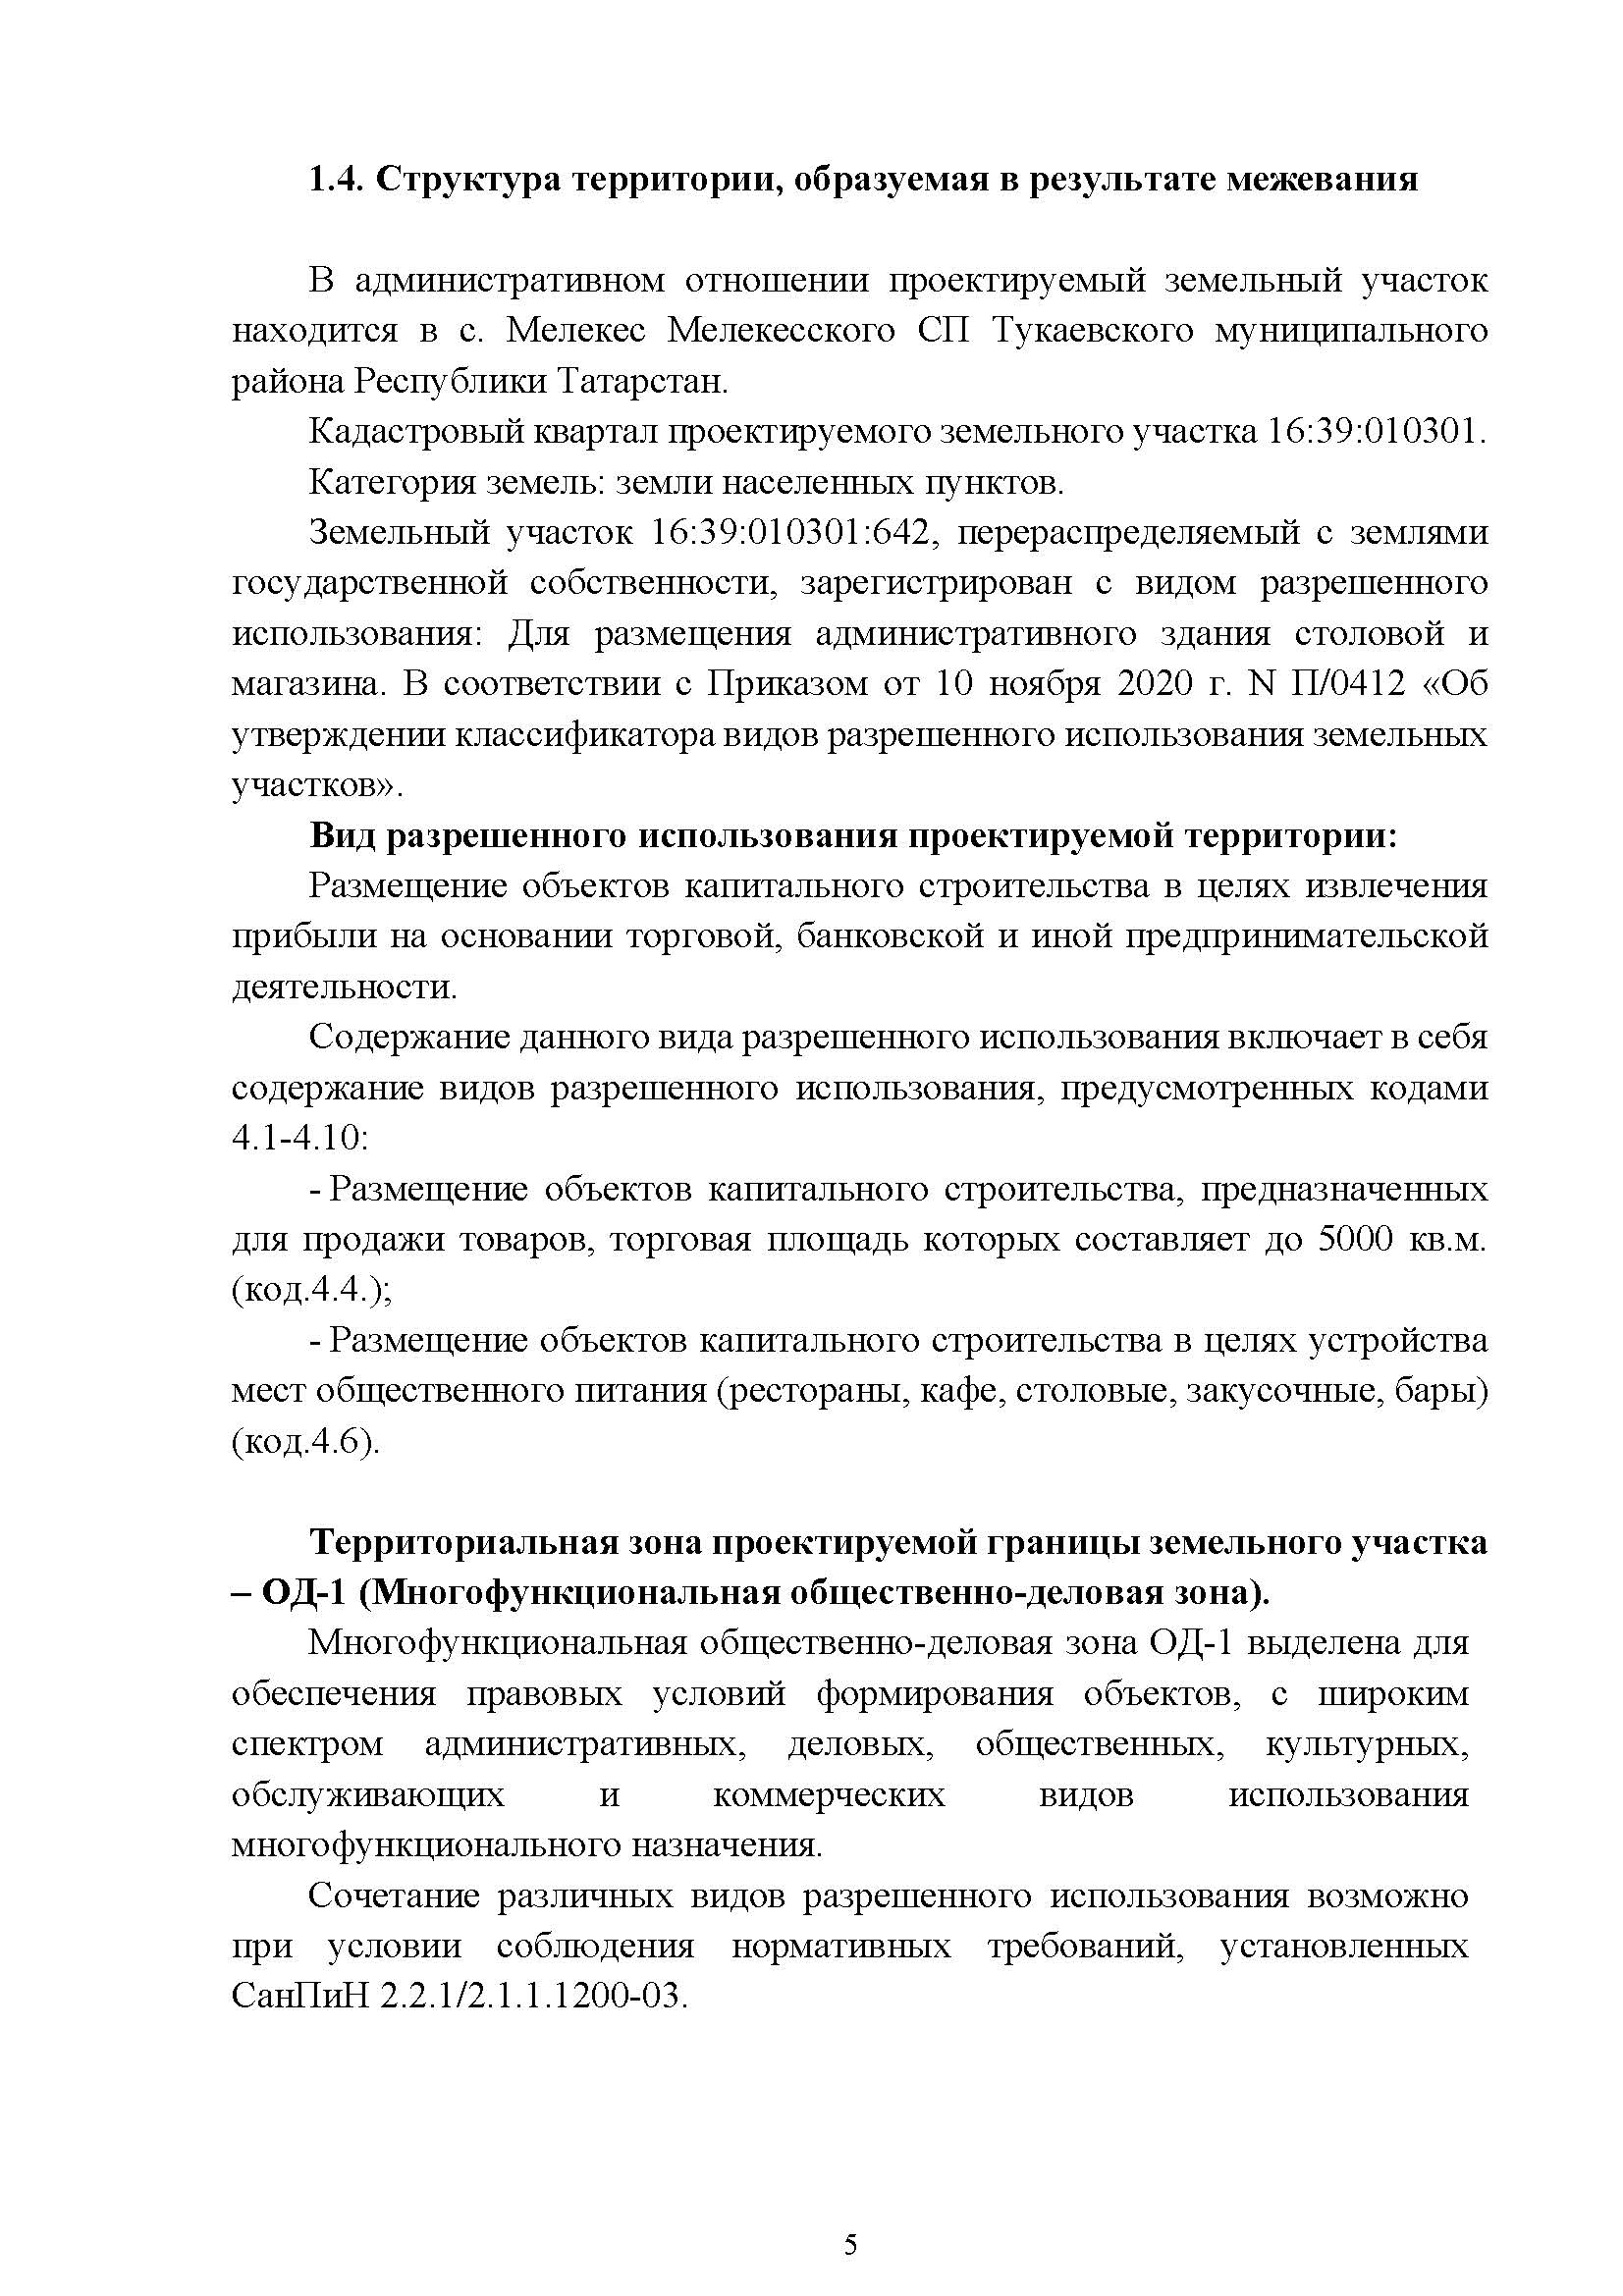 1.4. Структура территории, образуемая в результате межевания
В административном отношении проектируемый земельный участок
находится в с. Мелекес Мелекесского СП Тукаевского муниципального
района Республики Татарстан.
Кадастровый квартал проектируемого земельного участка 16:39:010301.
Категория земель: земли населенных пунктов.
Земельный участок 16:39:010301:642, перераспределяемый с землями
государственной собственности, зарегистрирован с видом разрешенного
использования: Для размещения административного здания столовой и
магазина. В соответствии с Приказом от 10 ноября 2020 г. N П/0412 «Об
утверждении классификатора видов разрешенного использования земельных
участков».
Вид разрешенного использования проектируемой территории:
Размещение объектов капитального строительства в целях извлечения
прибыли на основании торговой, банковской и иной предпринимательской
деятельности.
Содержание данного вида разрешенного использования включает в себя
содержание видов разрешенного использования, предусмотренных кодами
4.1-4.10:
- Размещение объектов капитального строительства, предназначенных
для продажи товаров, торговая площадь которых составляет до 5000 кв.м.
(код.4.4.);
- Размещение объектов капитального строительства в целях устройства
мест общественного питания (рестораны, кафе, столовые, закусочные, бары)
(код.4.6).
Территориальная зона проектируемой границы земельного участка
– ОД-1 (Многофункциональная общественно-деловая зона).
Многофункциональная общественно-деловая зона ОД-1 выделена для
обеспечения правовых условий формирования объектов, с широким
спектром административных, деловых, общественных, культурных,
обслуживающих и коммерческих видов использования
многофункционального назначения.
Сочетание различных видов разрешенного использования возможно
при условии соблюдения нормативных требований, установленных
СанПиН 2.2.1/2.1.1.1200-03.
5